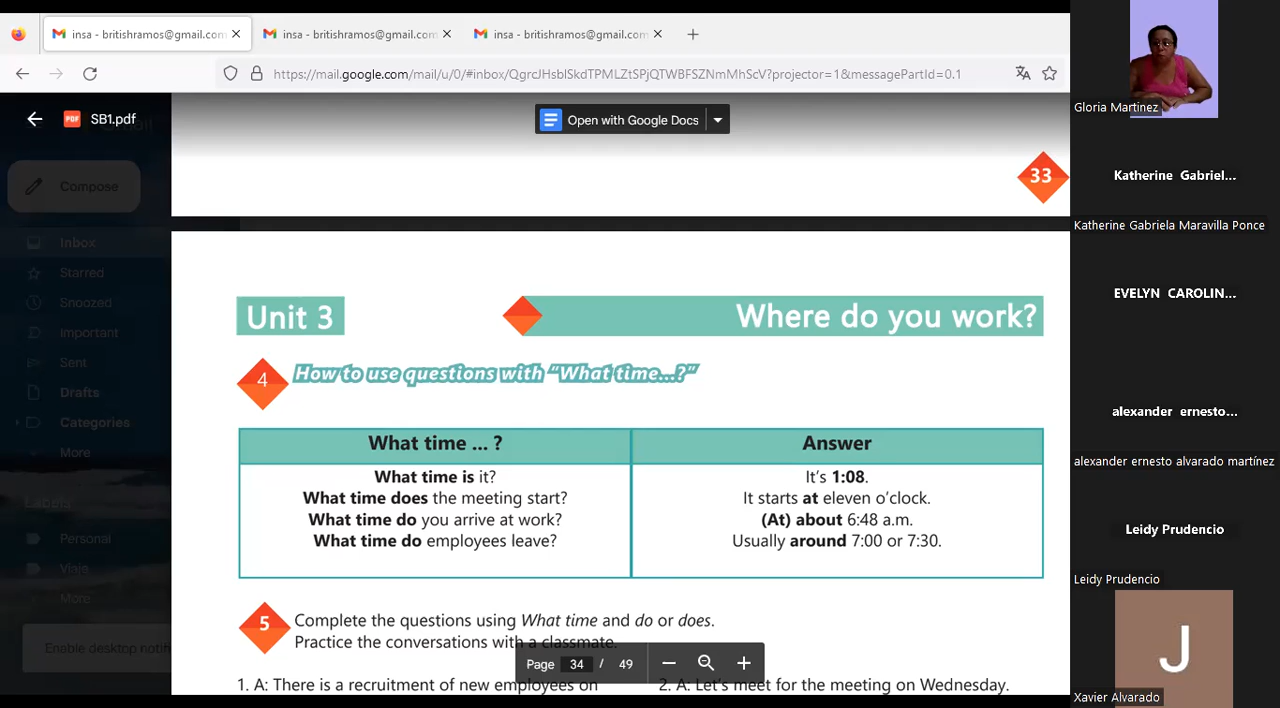 insa - britishramos@gmail.con
insa - britishramos@gmail.com
insa - britishramos@gmail.com
https://mail.google.com/mail/u/0/#inbox/QgrcJHsblSkdTPMLZtSPjQTWBFSZNmMhScV?projector=1&messagePartId=0.1
PDF SB1.pdf
Open with Google Docs
Compose
Inbox
Starred
Snoozed
Important
Sent
Drafts
Categories
More
Labels
Personal
Viaje
More
Enable desktop notifi
33
Unit 3
Where do you work?
4 How to use questions with “What time...?”
What time ... ? Answer
What time is it? It’s 1:08.
What time does the meeting start? It starts at eleven o’clock.
What time do you arrive at work? (At) about 6:48 a.m.
What time do employees leave? Usually around 7:00 or 7:30.
5 Complete the questions using What time and do or does.
Practice the conversations with a classmate.
Page 34 / 49
1. A: There is a recruitment of new employees on
2. A: Let’s meet for the meeting on Wednesday.
Gloria Martinez
Katherine Gabriel...
Katherine Gabriela Maravilla Ponce
EVELYN CAROLIN...
alexander ernesto...
alexander ernesto alvarado martínez
Leidy Prudencio
Leidy Prudencio
J
Xavier Alvarado